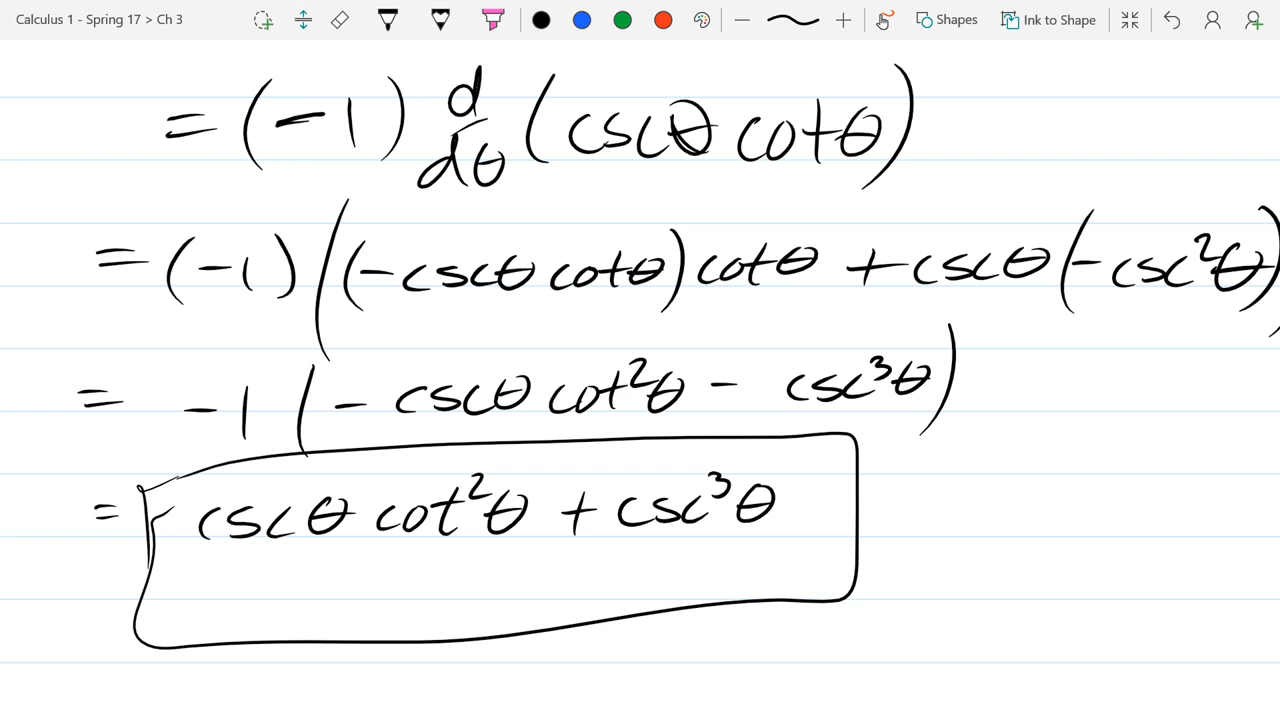 Calculus 1 - Spring 17 > Ch 3 Shapes Ink to Shape
= (-1) d/dθ (cscθ cotθ)
= (-1) ((-cscθ cotθ) cotθ + cscθ (-csc²θ))
= -1 (- cscθ cot²θ - csc³θ)
= cscθ cot²θ + csc³θ